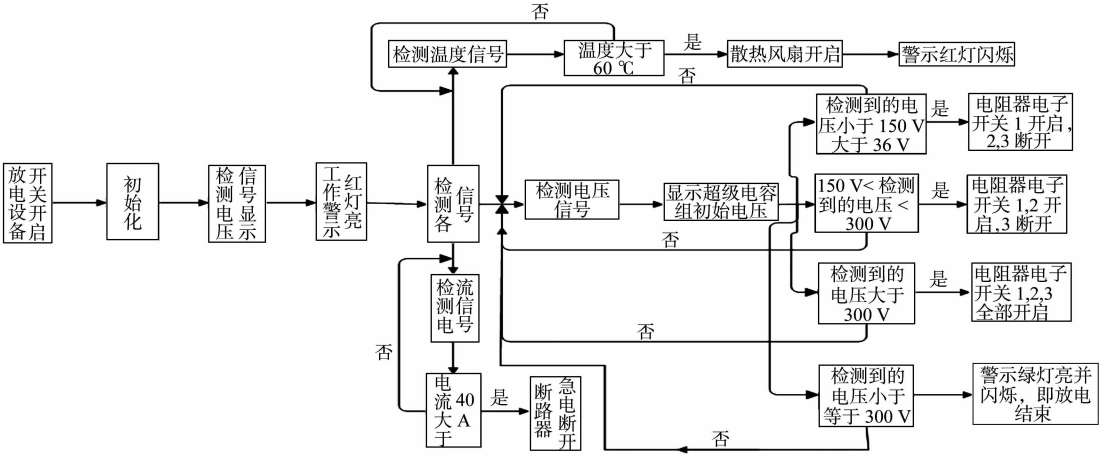 放电设备
开关开启
初始化
检测电压
信号显示
工作警示
红灯亮
检测各
信号
否
检测温度信号
温度大于
60 ℃
是
散热风扇开启
警示红灯闪烁
检测电
流信号
否
电流大于
40
A
是
断路器
急电断开
检测电压
信号
显示超级电容
组初始电压
否
检测到的电
压小于 150 V
大于 36 V
是
电阻器电子
开关 1 开启,
2,3 断开
150 V< 检测
到的电压 <
300 V
是
电阻器电子
开关 1,2 开
启,3 断开
否
检测到的
电压大于
300 V
是
电阻器电子
开关 1,2,3
全部开启
否
检测到的
电压小于
等于 300 V
警示绿灯亮并
闪烁，即放电
结束
否